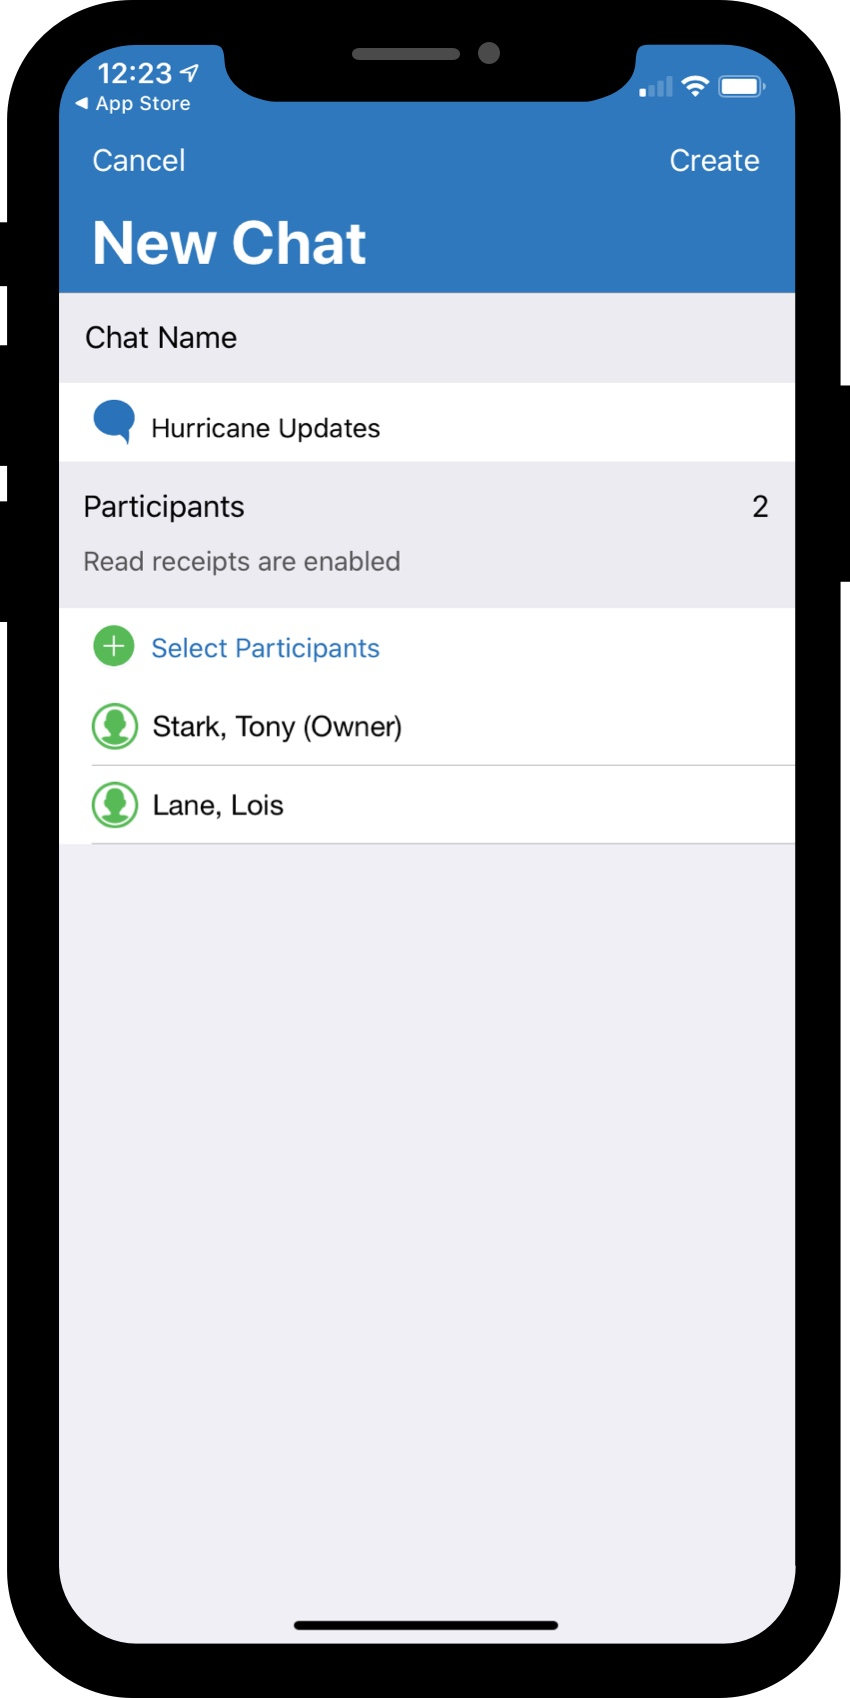 12:23
App Store
Cancel
Create
New Chat
Chat Name
Hurricane Updates
Participants 2
Read receipts are enabled
Select Participants
Stark, Tony (Owner)
Lane, Lois